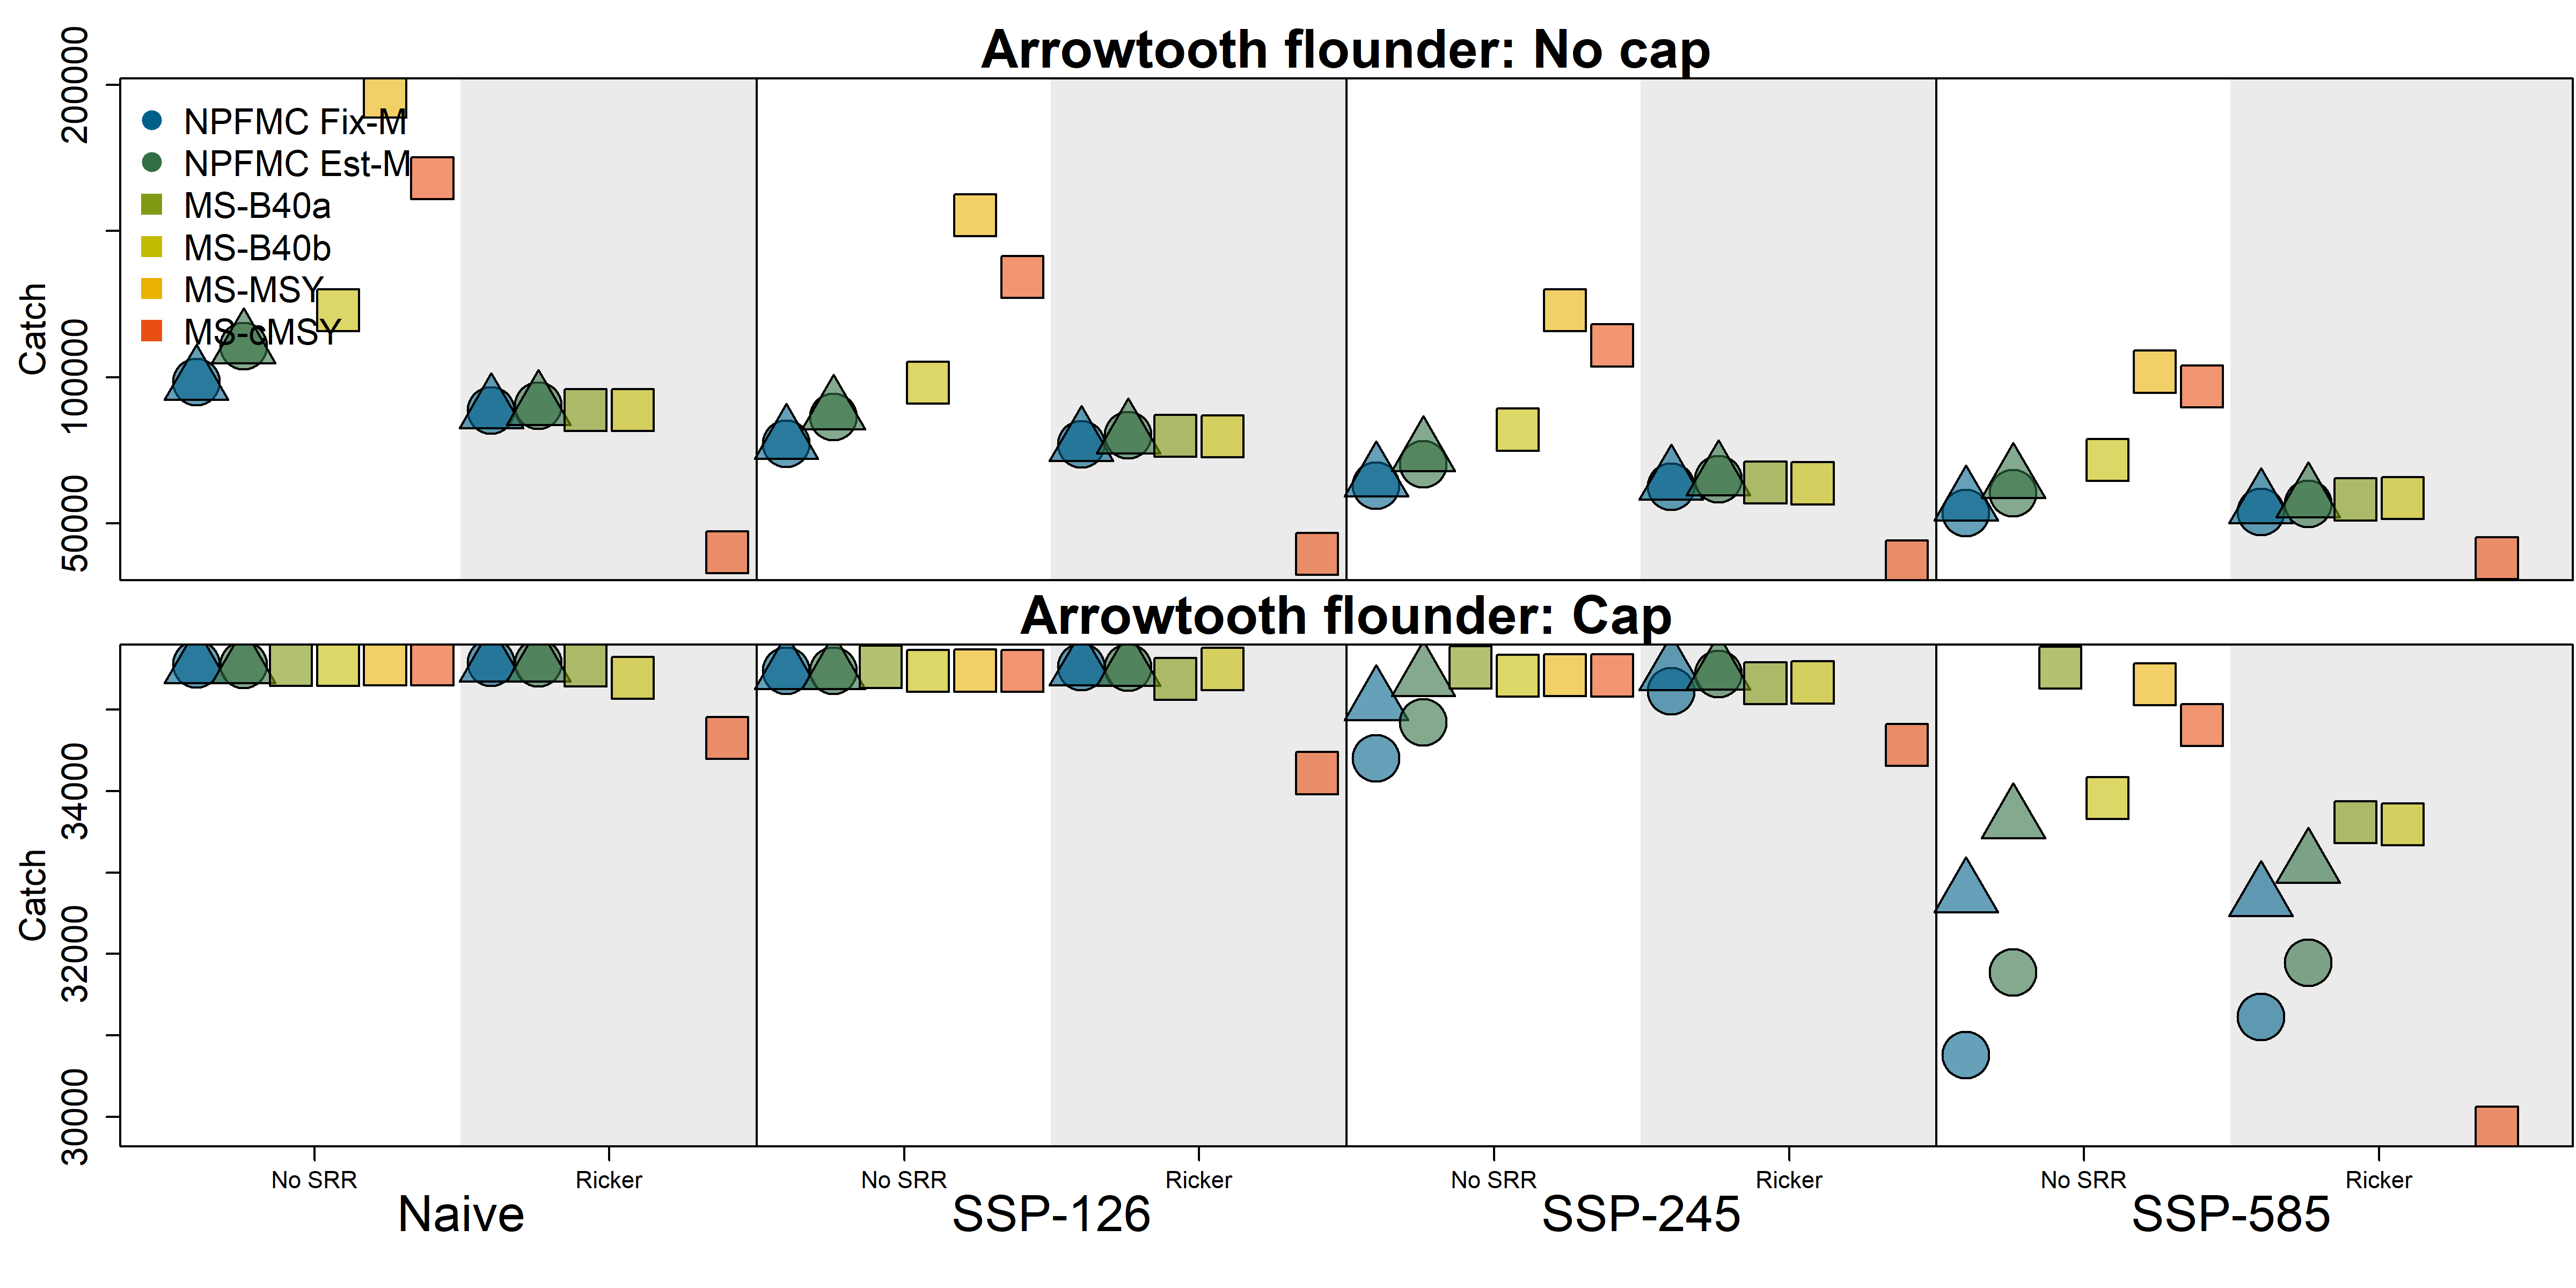 Arrowtooth flounder: No cap
Catch
200000
100000
50000
NPFMC Fix-M
NPFMC Est-M
MS-B40a
MS-B40b
MS-MSY
MS-cMSY
Arrowtooth flounder: Cap
Catch
34000
32000
30000
No SRR Ricker No SRR Ricker No SRR Ricker No SRR Ricker
Naive SSP-126 SSP-245 SSP-585